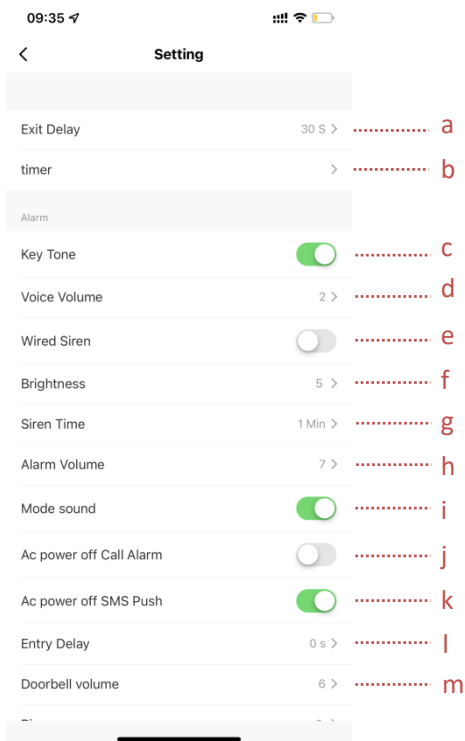 09:35
Setting
Exit Delay 30 S a
timer b
Alarm
Key Tone c
Voice Volume 2 d
Wired Siren e
Brightness 5 f
Siren Time 1 Min g
Alarm Volume 7 h
Mode sound i
Ac power off Call Alarm j
Ac power off SMS Push k
Entry Delay 0 s l
Doorbell volume 6 m